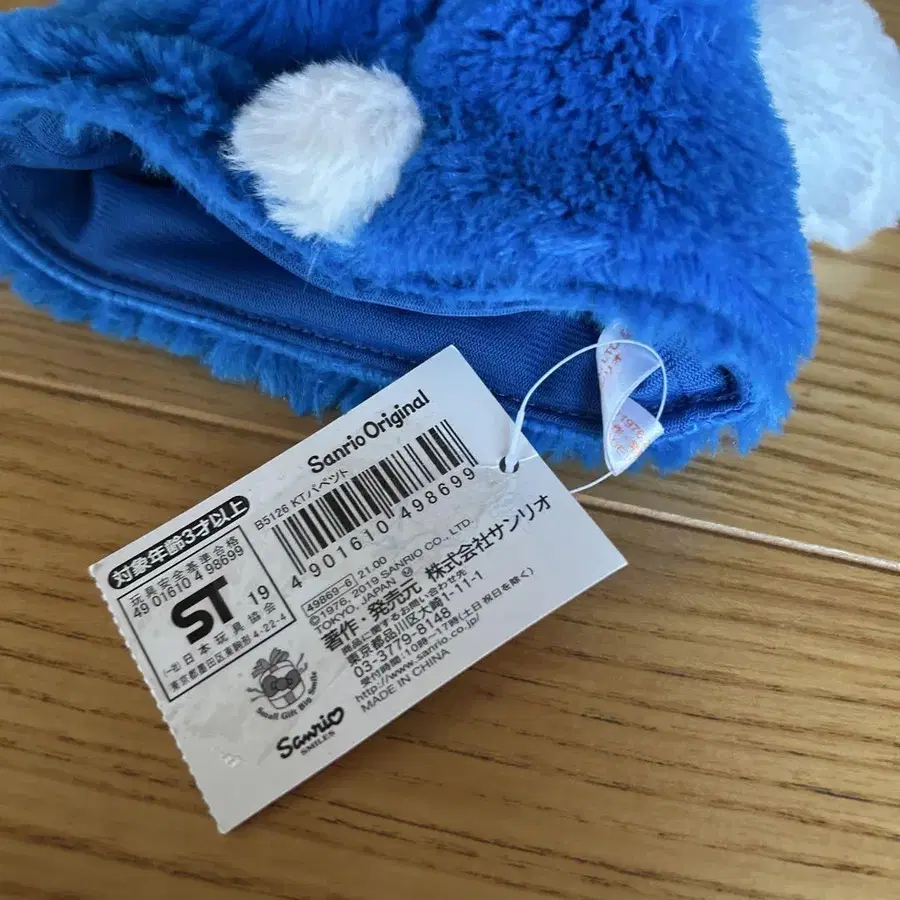 Sanrio Original
B5126 KTパペット
4 901610 498699
49869-6 21.00
©1976, 2019 SANRIO CO., LTD.
TOKYO, JAPAN Ⓜ
著作・発売元 株式会社サンリオ
商品に関するお問い合わせ先
東京都品川区大崎1-11-1
03-3779-8148
受付時間:10時~17時(土日祝日を除く)
http://www.sanrio.co.jp/
MADE IN CHINA
対象年齢3才以上
玩具安全基準合格
49 01610 4 98699
ST 19
(一社)日本玩具協会
東京都墨田区東駒形4-22-4
Small Gift Big Smile
Sanrio
SMILES